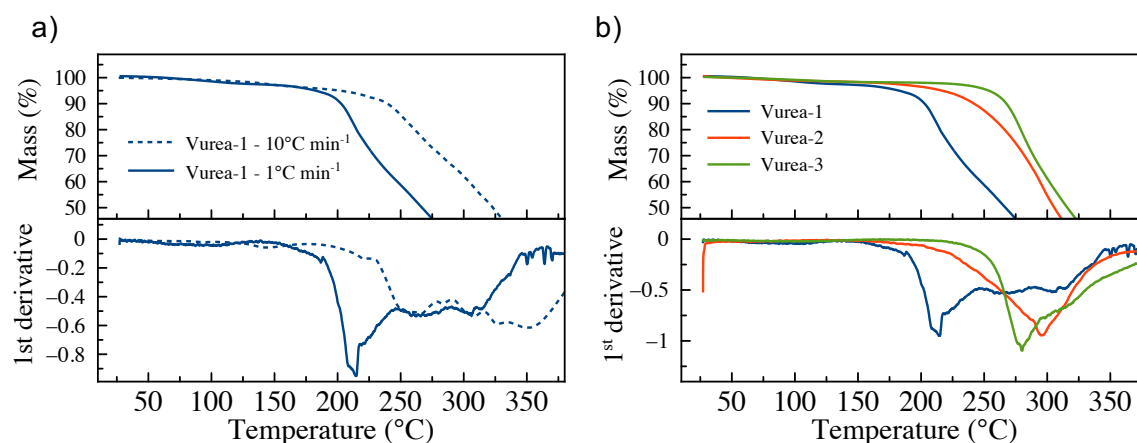 a)
b)
Mass (%)
100
90
80
70
60
50
Vurea-1 - 10°C min-1
Vurea-1 - 1°C min-1
1st derivative
0
−0.2
−0.4
−0.6
−0.8
50 100 150 200 250 300 350
Temperature (°C)
Mass (%)
100
90
80
70
60
50
Vurea-1
Vurea-2
Vurea-3
1st derivative
0
−0.5
−1
50 100 150 200 250 300 350
Temperature (°C)